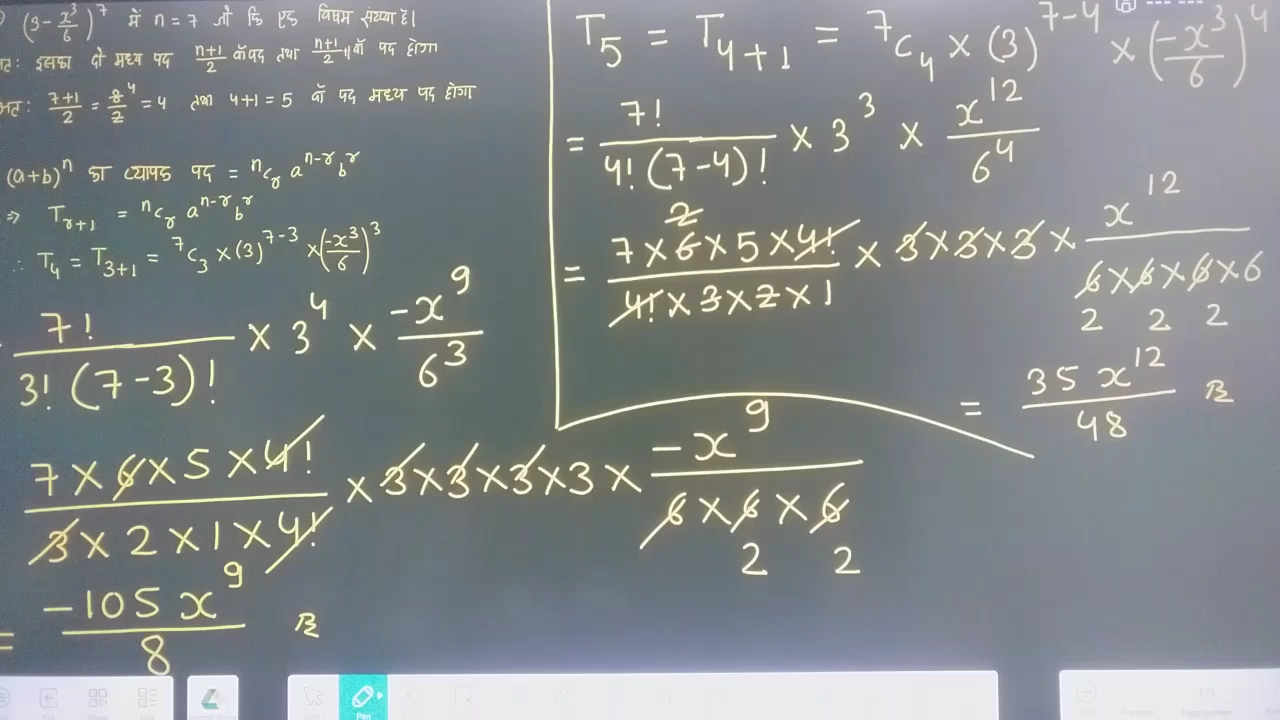 (3-x³/6)⁷ में n = 7 जो कि एक विषम संख्या है।
अतः इसका दो मध्य पद (n+1)/2 वाँ पद तथा (n+1)/2+1 वाँ पद होगा
अतः (7+1)/2 = 8/2 = 4 तथा 4+1 = 5 वाँ पद मध्य पद होगा
(a+b)ⁿ का व्यापक पद = ⁿCᵣ aⁿ⁻ʳ bʳ
⇒ Tᵣ₊₁ = ⁿCᵣ aⁿ⁻ʳ bʳ
∴ T₄ = T₃₊₁ = ⁷C₃ × (3)⁷⁻³ × (-x³/6)³
7!/(3! (7-3)!) × 3⁴ × -x⁹/6³
(7×6×5×4!)/(3×2×1×4!) × 3×3×3×3 × -x⁹/(6×6×6)
2 2
= -105 x⁹/8
T₅ = T₄₊₁ = ⁷C₄ × (3)⁷⁻⁴ × (-x³/6)⁴
= 7!/(4! (7-4)!) × 3³ × x¹²/6⁴
2
= (7×6×5×4!)/(4!×3×2×1) × 3×3×3 × x¹²/(6×6×6×6)
2 2 2
= 35 x¹²/48
Pen